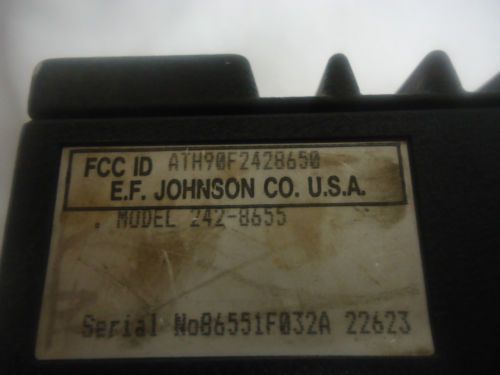 FCC ID ATH90F2428650
E.F. JOHNSON CO. U.S.A.
. MODEL 242-8655
Serial No86551F032A 22623